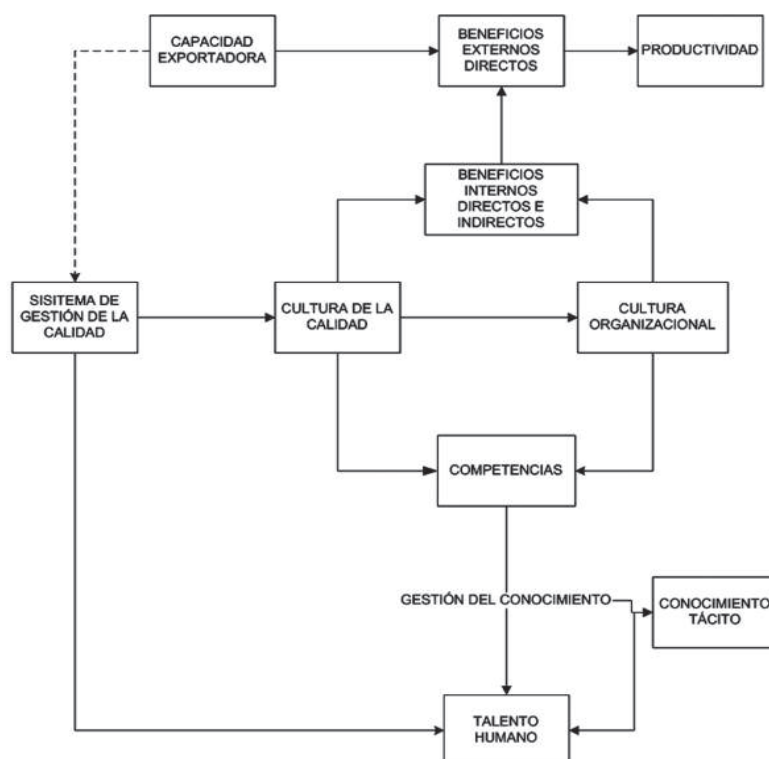 CAPACIDAD
EXPORTADORA
BENEFICIOS
EXTERNOS
DIRECTOS
PRODUCTIVIDAD
BENEFICIOS
INTERNOS
DIRECTOS E
INDIRECTOS
SISITEMA DE
GESTIÓN DE LA
CALIDAD
CULTURA DE LA
CALIDAD
CULTURA
ORGANIZACIONAL
COMPETENCIAS
GESTIÓN DEL CONOCIMIENTO
CONOCIMIENTO
TÁCITO
TALENTO
HUMANO